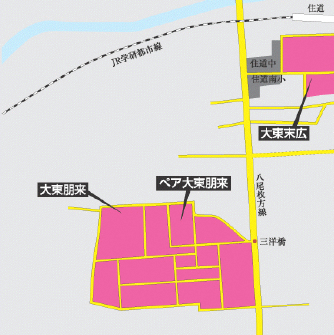 住道
JR学研都市線
住道中
住道南小
大東末広
ペア大東朋来
大東朋来
八尾枚方線
三洋橋